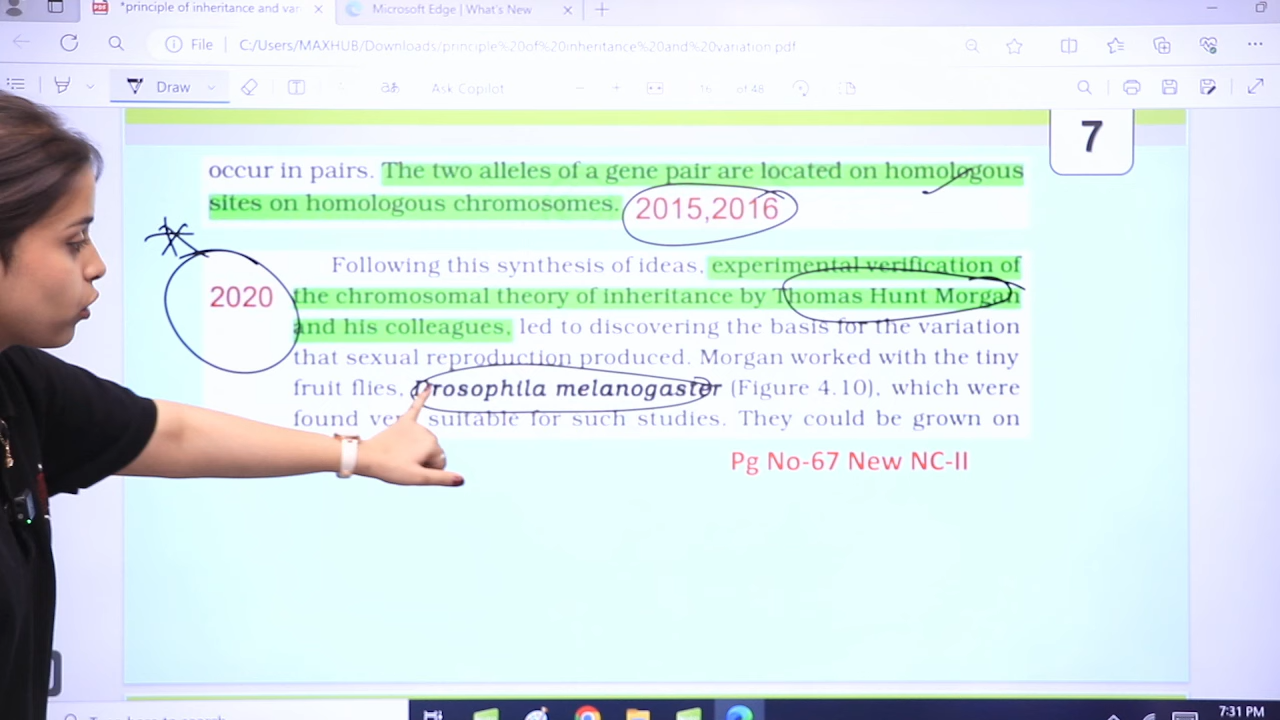 *principle of inheritance and var
Microsoft Edge | What's New
File C:/Users/MAXHUB/Downloads/principle%20of%20inheritance%20and%20variation.pdf
Draw Ask Copilot 16 of 48
7
occur in pairs. The two alleles of a gene pair are located on homologous
sites on homologous chromosomes. 2015,2016
Following this synthesis of ideas, experimental verification of
2020 the chromosomal theory of inheritance by Thomas Hunt Morgan
and his colleagues, led to discovering the basis for the variation
that sexual reproduction produced. Morgan worked with the tiny
fruit flies, Drosophila melanogaster (Figure 4.10), which were
found very suitable for such studies. They could be grown on
Pg No-67 New NC-II
7:31 PM